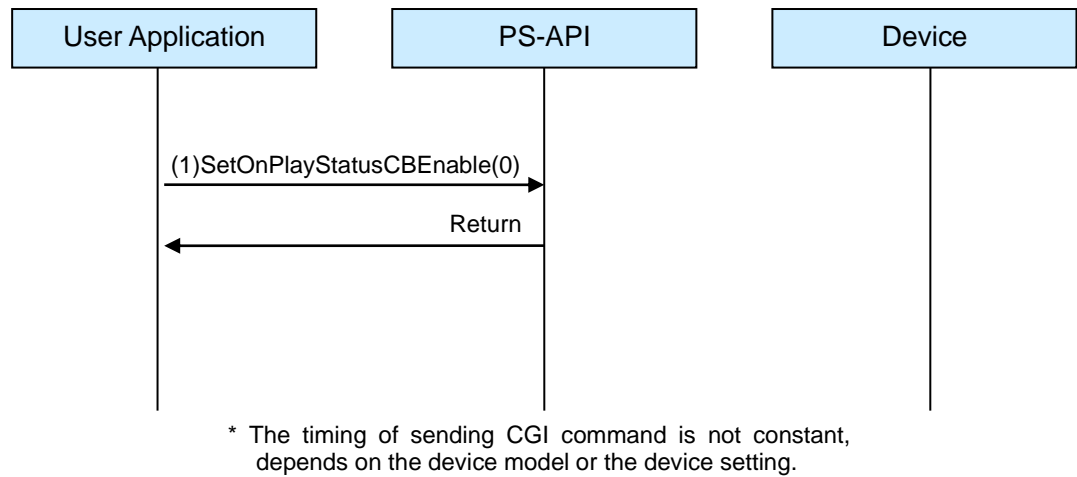 User Application
PS-API
Device
(1)SetOnPlayStatusCBEnable(0)
Return
* The timing of sending CGI command is not constant,
depends on the device model or the device setting.